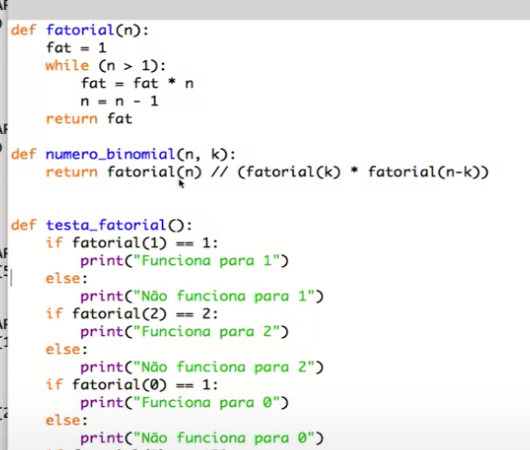 def fatorial(n):
    fat = 1
    while (n > 1):
        fat = fat * n
        n = n - 1
    return fat
def numero_binomial(n, k):
    return fatorial(n) // (fatorial(k) * fatorial(n-k))
def testa_fatorial():
    if fatorial(1) == 1:
        print("Funciona para 1")
    else:
        print("Não funciona para 1")
    if fatorial(2) == 2:
        print("Funciona para 2")
    else:
        print("Não funciona para 2")
    if fatorial(0) == 1:
        print("Funciona para 0")
    else:
        print("Não funciona para 0")